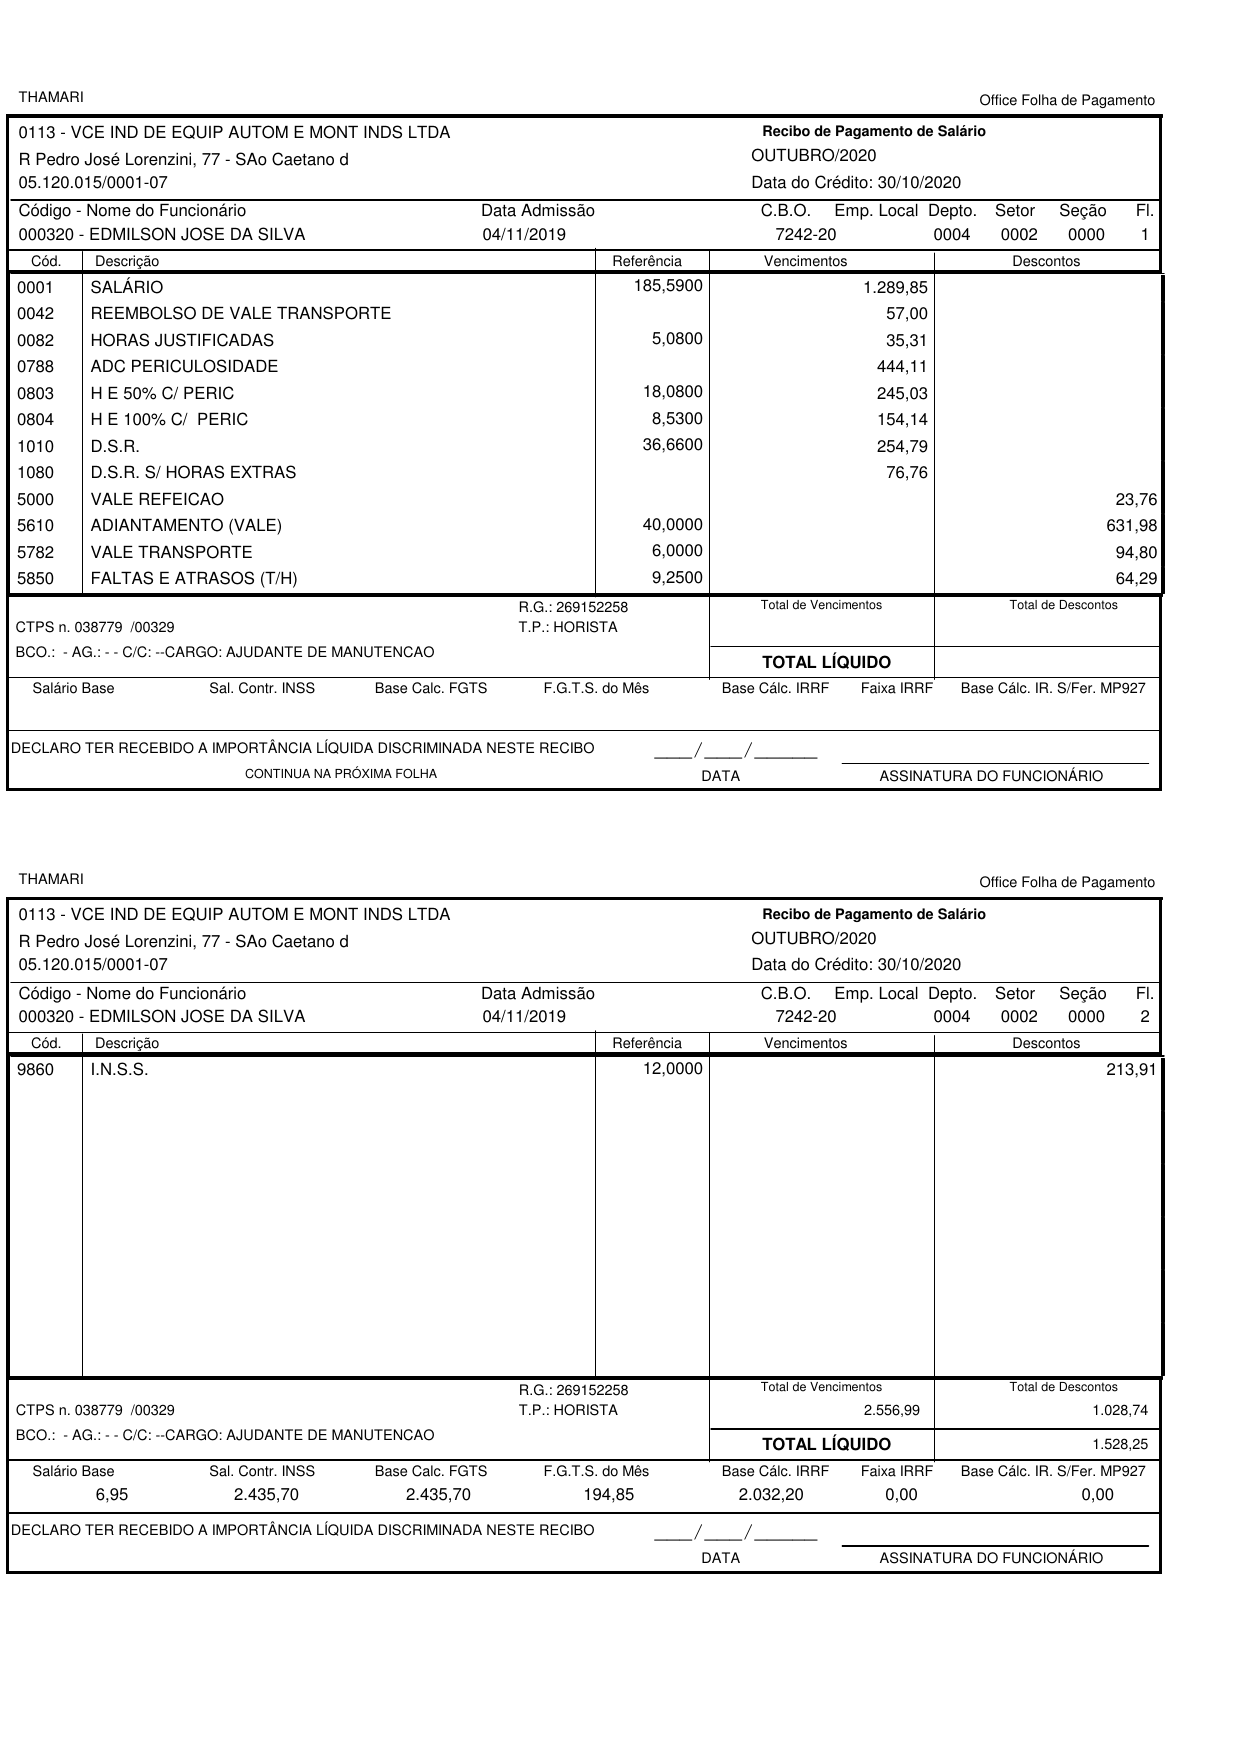 THAMARI
Office Folha de Pagamento
0113 - VCE IND DE EQUIP AUTOM E MONT INDS LTDA Recibo de Pagamento de Salário
R Pedro José Lorenzini, 77 - SAo Caetano d OUTUBRO/2020
05.120.015/0001-07 Data do Crédito: 30/10/2020
Código - Nome do Funcionário Data Admissão C.B.O. Emp. Local Depto. Setor Seção Fl.
000320 - EDMILSON JOSE DA SILVA 04/11/2019 7242-20 0004 0002 0000 1
Cód. Descrição Referência Vencimentos Descontos
0001 SALÁRIO 185,5900 1.289,85
0042 REEMBOLSO DE VALE TRANSPORTE 57,00
0082 HORAS JUSTIFICADAS 5,0800 35,31
0788 ADC PERICULOSIDADE 444,11
0803 H E 50% C/ PERIC 18,0800 245,03
0804 H E 100% C/ PERIC 8,5300 154,14
1010 D.S.R. 36,6600 254,79
1080 D.S.R. S/ HORAS EXTRAS 76,76
5000 VALE REFEICAO 23,76
5610 ADIANTAMENTO (VALE) 40,0000 631,98
5782 VALE TRANSPORTE 6,0000 94,80
5850 FALTAS E ATRASOS (T/H) 9,2500 64,29
R.G.: 269152258 Total de Vencimentos Total de Descontos
CTPS n. 038779 /00329 T.P.: HORISTA
BCO.: - AG.: - - C/C: --CARGO: AJUDANTE DE MANUTENCAO
TOTAL LÍQUIDO
Salário Base Sal. Contr. INSS Base Calc. FGTS F.G.T.S. do Mês Base Cálc. IRRF Faixa IRRF Base Cálc. IR. S/Fer. MP927
DECLARO TER RECEBIDO A IMPORTÂNCIA LÍQUIDA DISCRIMINADA NESTE RECIBO ____/____/______
CONTINUA NA PRÓXIMA FOLHA DATA ASSINATURA DO FUNCIONÁRIO
THAMARI
Office Folha de Pagamento
0113 - VCE IND DE EQUIP AUTOM E MONT INDS LTDA Recibo de Pagamento de Salário
R Pedro José Lorenzini, 77 - SAo Caetano d OUTUBRO/2020
05.120.015/0001-07 Data do Crédito: 30/10/2020
Código - Nome do Funcionário Data Admissão C.B.O. Emp. Local Depto. Setor Seção Fl.
000320 - EDMILSON JOSE DA SILVA 04/11/2019 7242-20 0004 0002 0000 2
Cód. Descrição Referência Vencimentos Descontos
9860 I.N.S.S. 12,0000 213,91
R.G.: 269152258 Total de Vencimentos Total de Descontos
CTPS n. 038779 /00329 T.P.: HORISTA 2.556,99 1.028,74
BCO.: - AG.: - - C/C: --CARGO: AJUDANTE DE MANUTENCAO
TOTAL LÍQUIDO 1.528,25
Salário Base Sal. Contr. INSS Base Calc. FGTS F.G.T.S. do Mês Base Cálc. IRRF Faixa IRRF Base Cálc. IR. S/Fer. MP927
6,95 2.435,70 2.435,70 194,85 2.032,20 0,00 0,00
DECLARO TER RECEBIDO A IMPORTÂNCIA LÍQUIDA DISCRIMINADA NESTE RECIBO ____/____/______
DATA ASSINATURA DO FUNCIONÁRIO